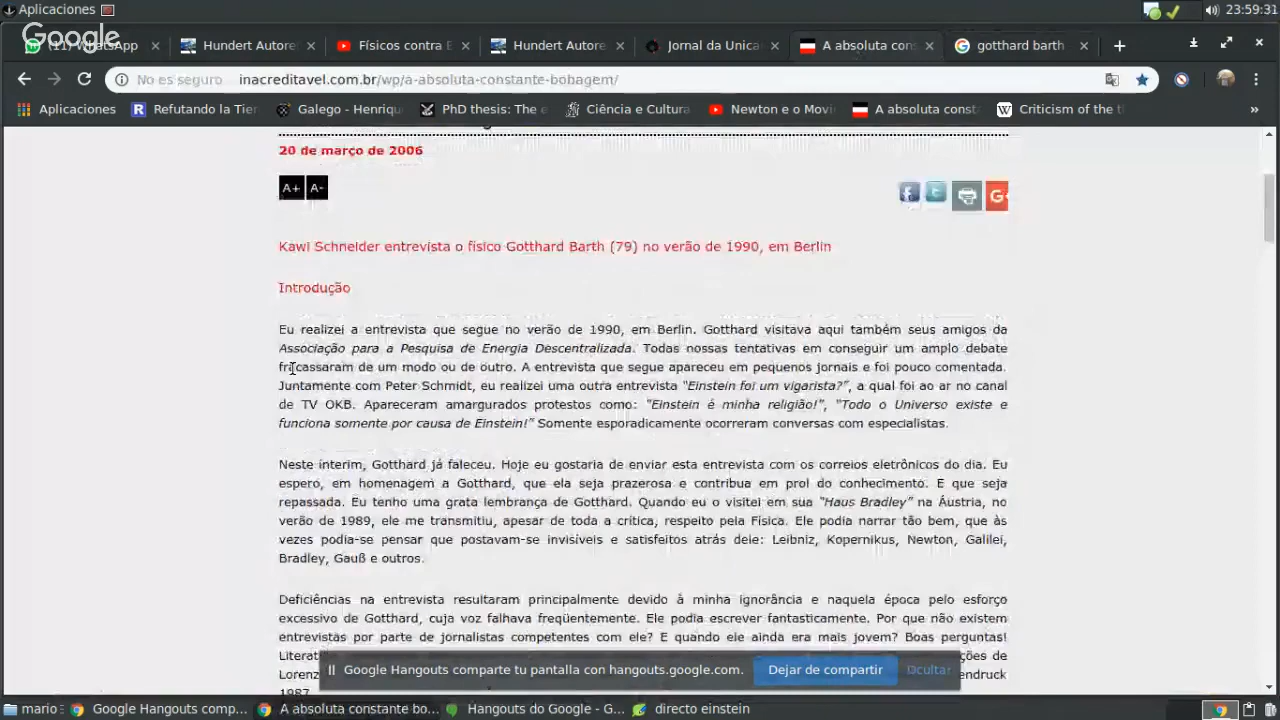 Aplicaciones
23:59:31
Google
(11) WhatsApp
Hundert Autore
Físicos contra E
Hundert Autore
Jornal da Unica
A absoluta cons
gotthard barth
No es seguro
inacreditavel.com.br/wp/a-absoluta-constante-bobagem/
Aplicaciones
Refutando la Tier
Galego - Henriqu
PhD thesis: The e
Ciência e Cultura
Newton e o Movi
A absoluta const
Criticism of the t
20 de março de 2006
A+ A-
Kawi Schneider entrevista o físico Gotthard Barth (79) no verão de 1990, em Berlin
Introdução
Eu realizei a entrevista que segue no verão de 1990, em Berlin. Gotthard visitava aqui também seus amigos da
Associação para a Pesquisa de Energia Descentralizada. Todas nossas tentativas em conseguir um amplo debate
fracassaram de um modo ou de outro. A entrevista que segue apareceu em pequenos jornais e foi pouco comentada.
Juntamente com Peter Schmidt, eu realizei uma outra entrevista "Einstein foi um vigarista?", a qual foi ao ar no canal
de TV OKB. Apareceram amargurados protestos como: "Einstein é minha religião!", "Todo o Universo existe e
funciona somente por causa de Einstein!" Somente esporadicamente ocorreram conversas com especialistas.
Neste ínterim, Gotthard já faleceu. Hoje eu gostaria de enviar esta entrevista com os correios eletrônicos do dia. Eu
espero, em homenagem a Gotthard, que ela seja prazerosa e contribua em prol do conhecimento. E que seja
repassada. Eu tenho uma grata lembrança de Gotthard. Quando eu o visitei em sua "Haus Bradley" na Áustria, no
verão de 1989, ele me transmitiu, apesar de toda a crítica, respeito pela Física. Ele podia narrar tão bem, que às
vezes podia-se pensar que postavam-se invisíveis e satisfeitos atrás dele: Leibniz, Kopernikus, Newton, Galilei,
Bradley, Gauß e outros.
Deficiências na entrevista resultaram principalmente devido à minha ignorância e naquela época pelo esforço
excessivo de Gotthard, cuja voz falhava freqüentemente. Ele podia escrever fantasticamente. Por que não existem
entrevistas por parte de jornalistas competentes com ele? E quando ele ainda era mais jovem? Boas perguntas!
Literat
ções de
Google Hangouts comparte tu pantalla con hangouts.google.com.
Dejar de compartir
Ocultar
Lorenz
endruck
1987
mario
Google Hangouts comp...
A absoluta constante bo...
Hangouts do Google - G...
directo einstein